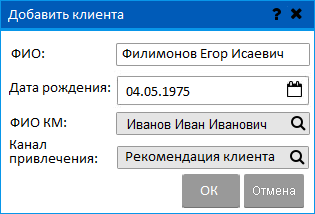 Добавить клиента ?
ФИО: Филимонов Егор Исаевич
Дата рождения: 04.05.1975
ФИО КМ: Иванов Иван Иванович
Канал
привлечения: Рекомендация клиента
ОК Отмена